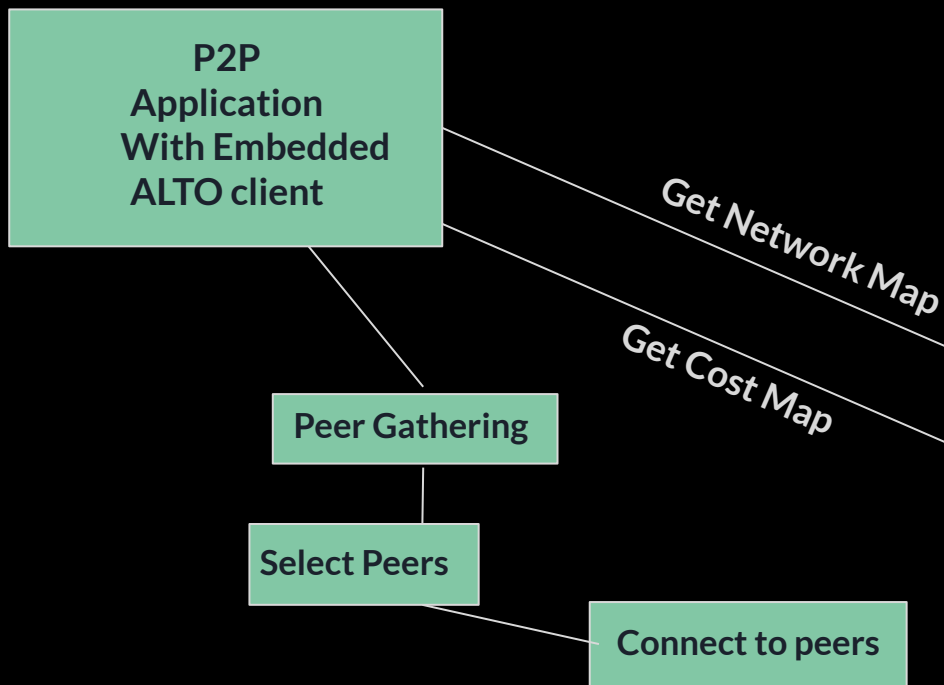 P2P
Application
With Embedded
ALTO client
Get Network Map
Get Cost Map
Peer Gathering
Select Peers
Connect to peers